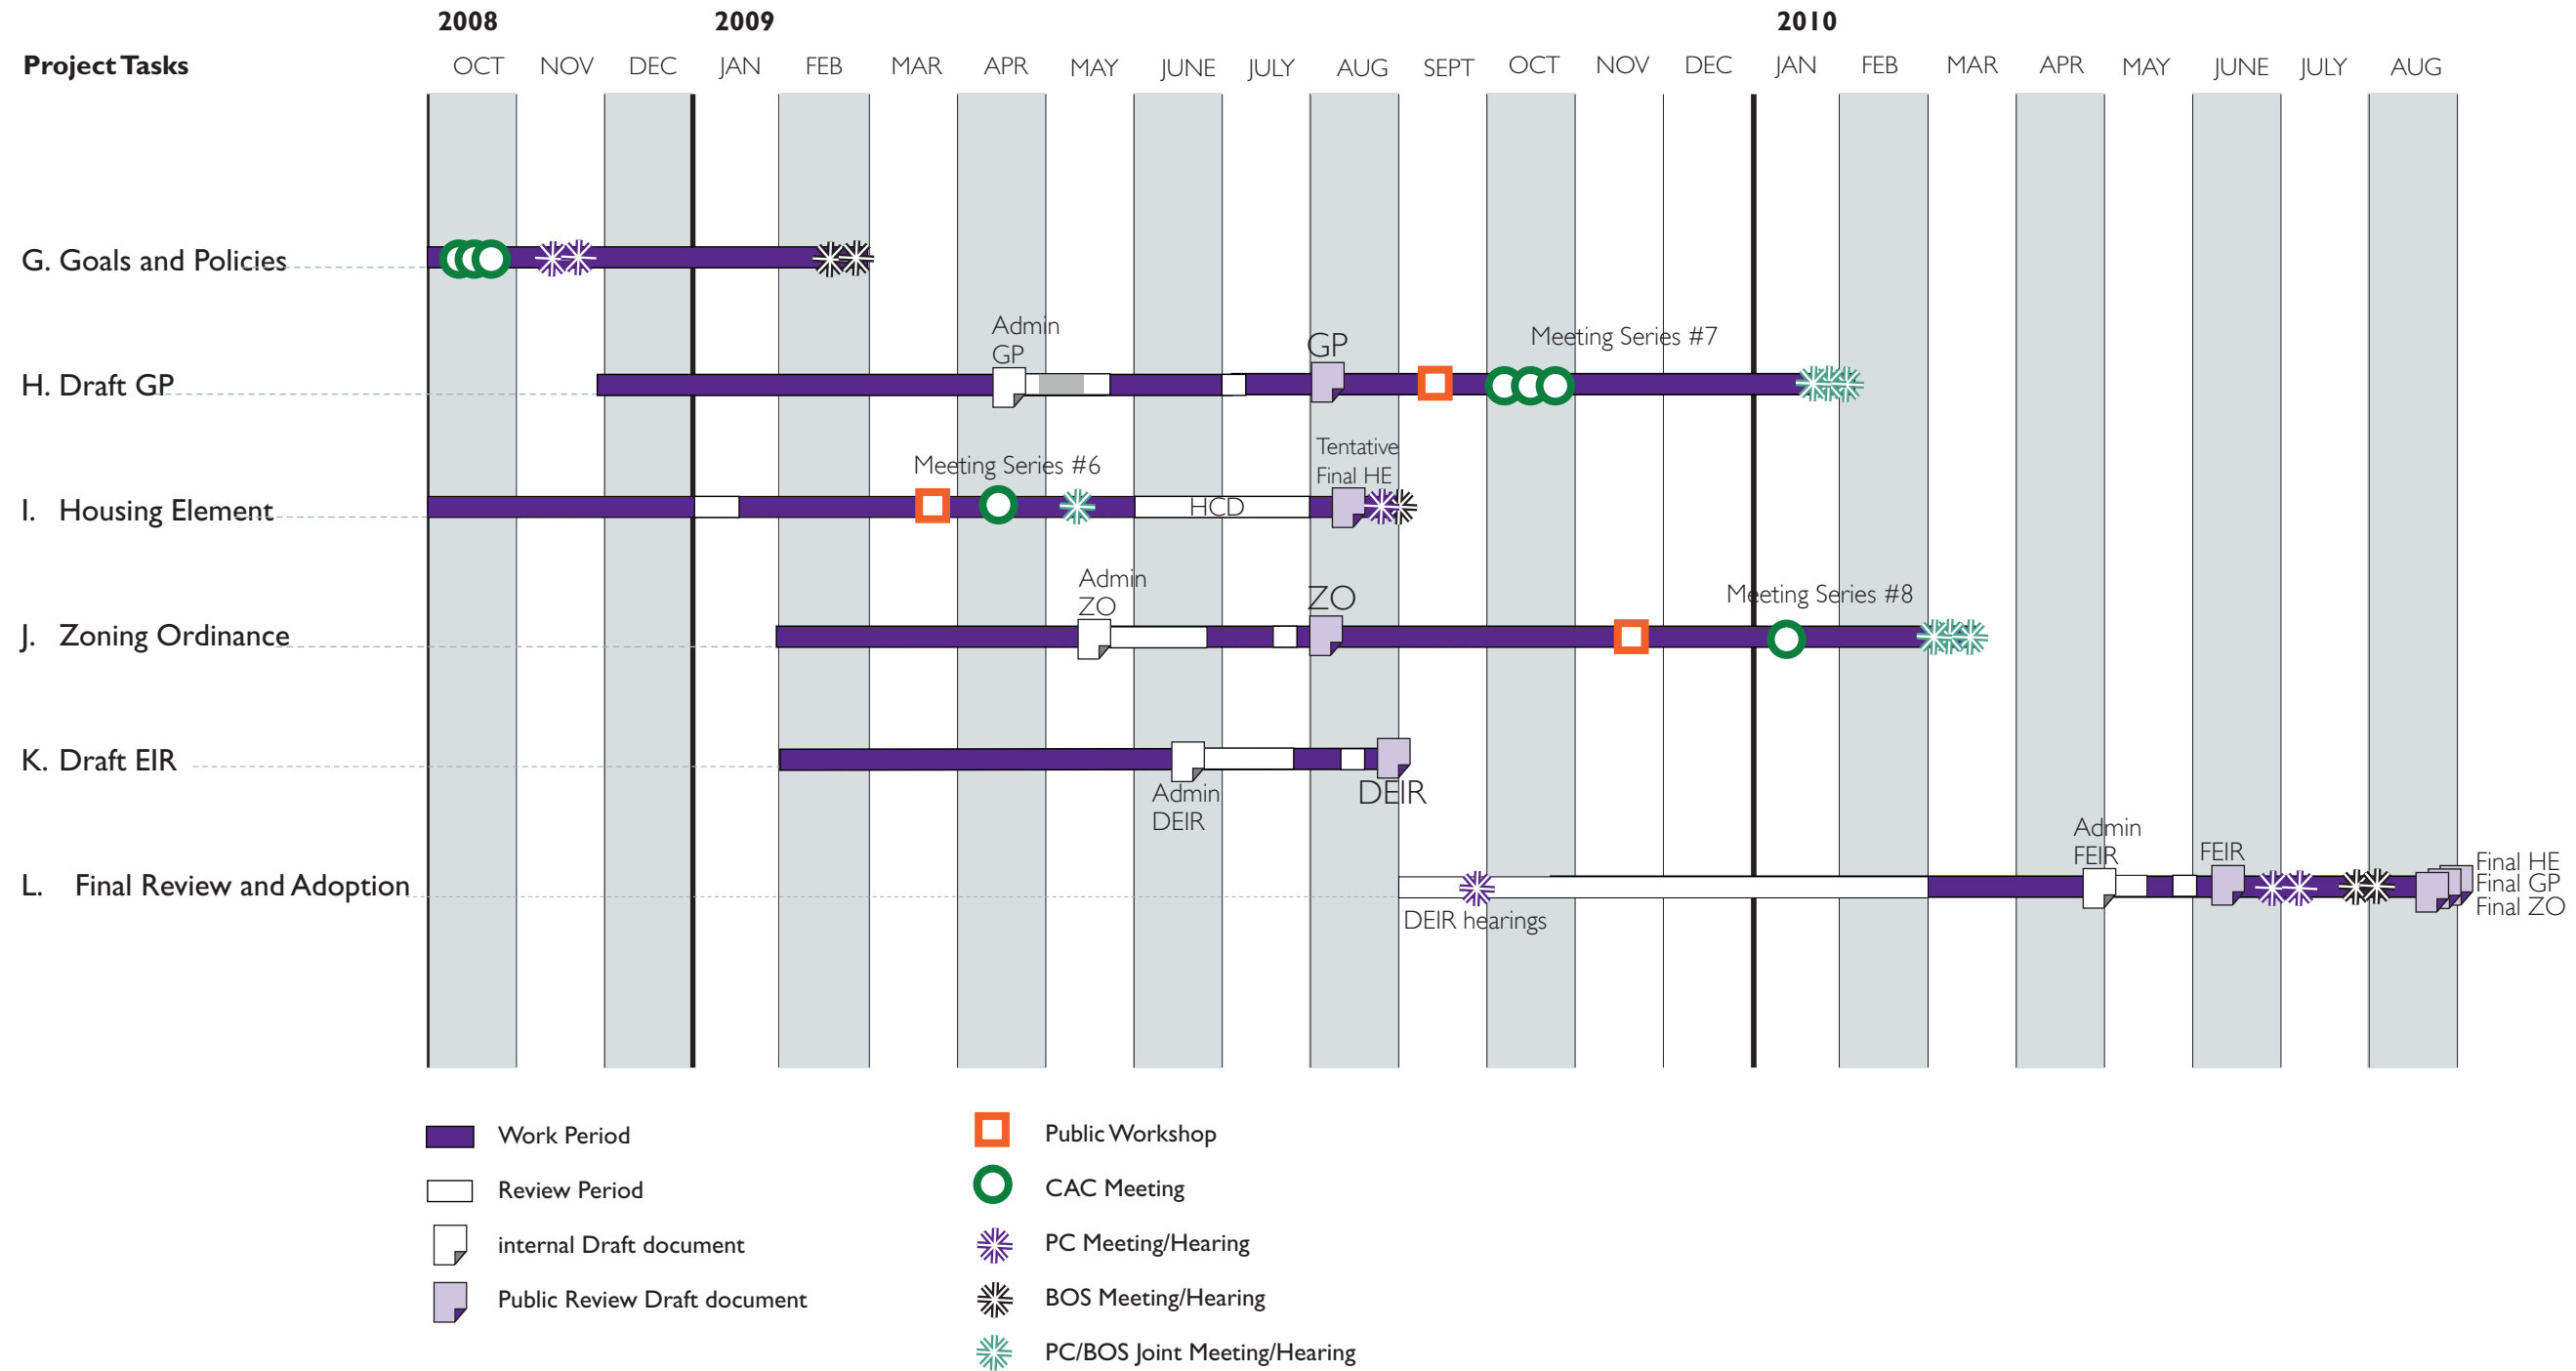 2008 2009 2010
Project Tasks OCT NOV DEC JAN FEB MAR APR MAY JUNE JULY AUG SEPT OCT NOV DEC JAN FEB MAR APR MAY JUNE JULY AUG
G. Goals and Policies
Admin
GP
GP
Meeting Series #7
H. Draft GP
Meeting Series #6
Tentative
Final HE
I. Housing Element
HCD
Admin
ZO
ZO
Meeting Series #8
J. Zoning Ordinance
K. Draft EIR
Admin
DEIR
DEIR
Admin
FEIR
FEIR
L. Final Review and Adoption
Final HE
Final GP
Final ZO
DEIR hearings
Work Period
Review Period
internal Draft document
Public Review Draft document
Public Workshop
CAC Meeting
PC Meeting/Hearing
BOS Meeting/Hearing
PC/BOS Joint Meeting/Hearing